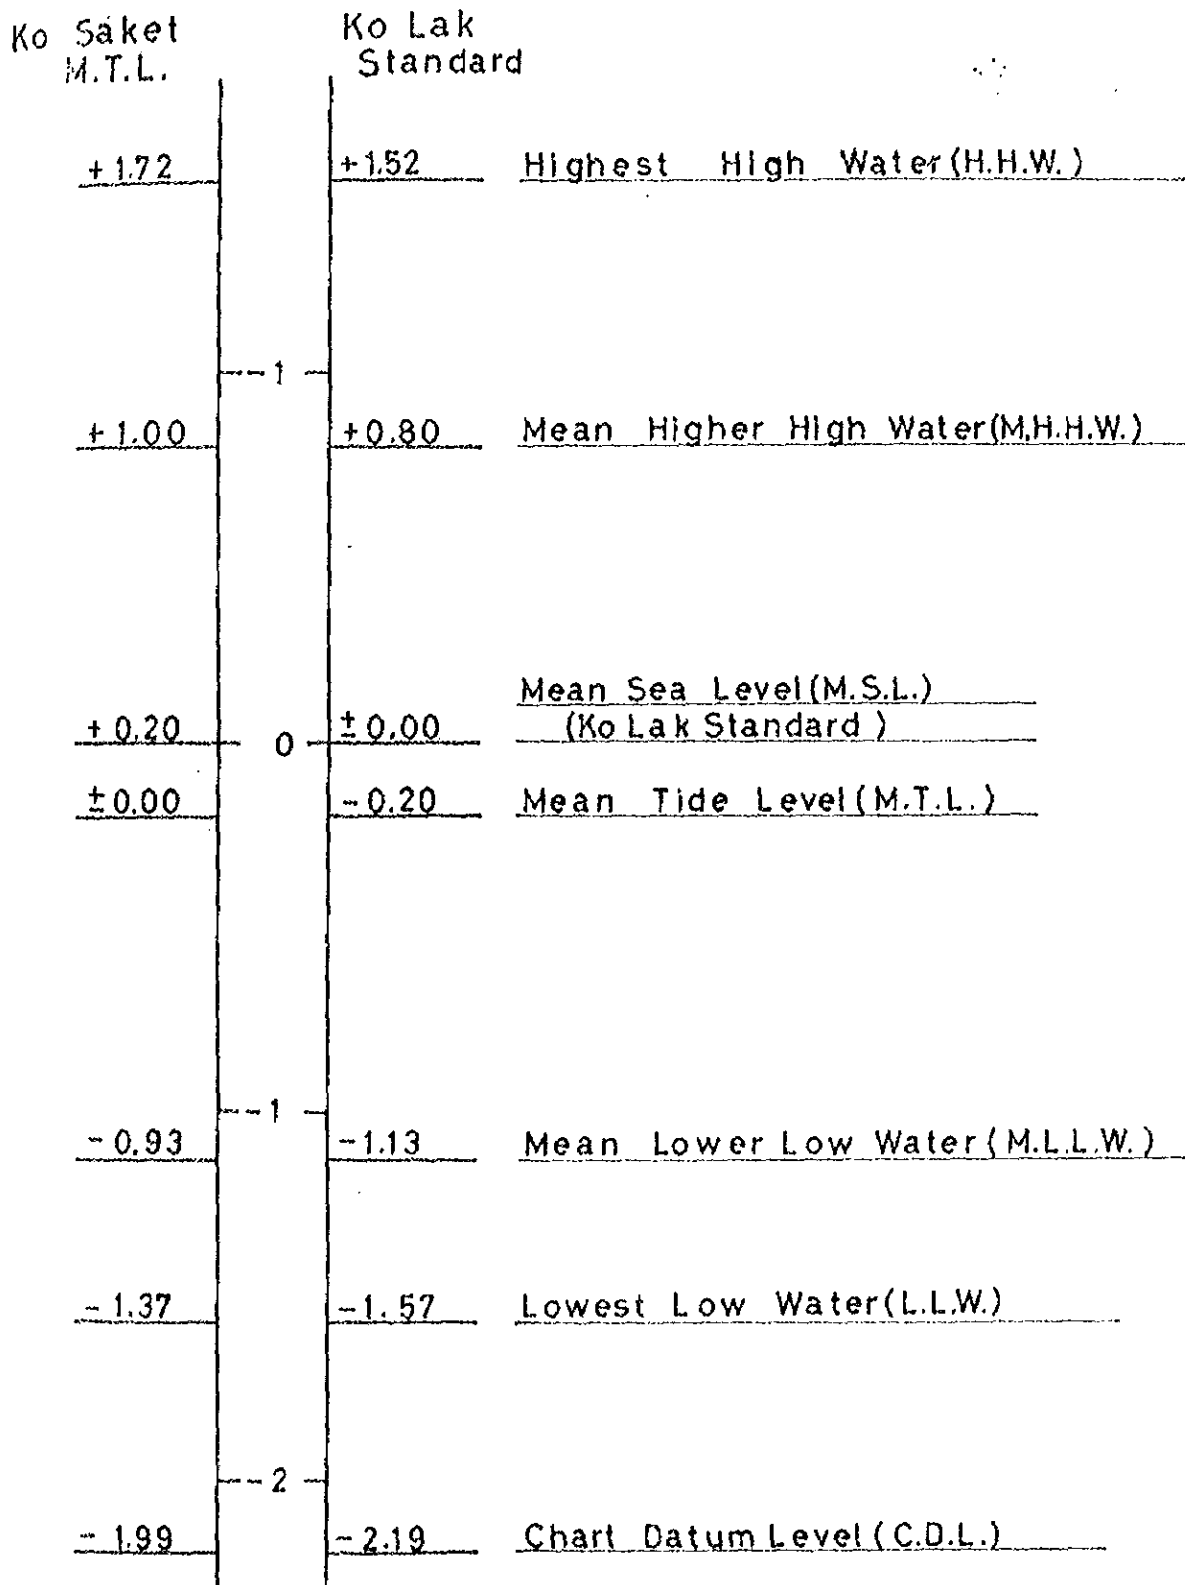 Ko Saket
M.T.L.
Ko Lak
Standard
+1.72 +1.52 Highest High Water(H.H.W.)
1
+1.00 +0.80 Mean Higher High Water(M.H.H.W.)
Mean Sea Level(M.S.L.)
+0.20 0 ±0.00 (Ko Lak Standard)
±0.00 -0.20 Mean Tide Level(M.T.L.)
-1
-0.93 -1.13 Mean Lower Low Water(M.L.L.W.)
-1.37 -1.57 Lowest Low Water(L.L.W.)
-2
-1.99 -2.19 Chart Datum Level(C.D.L.)